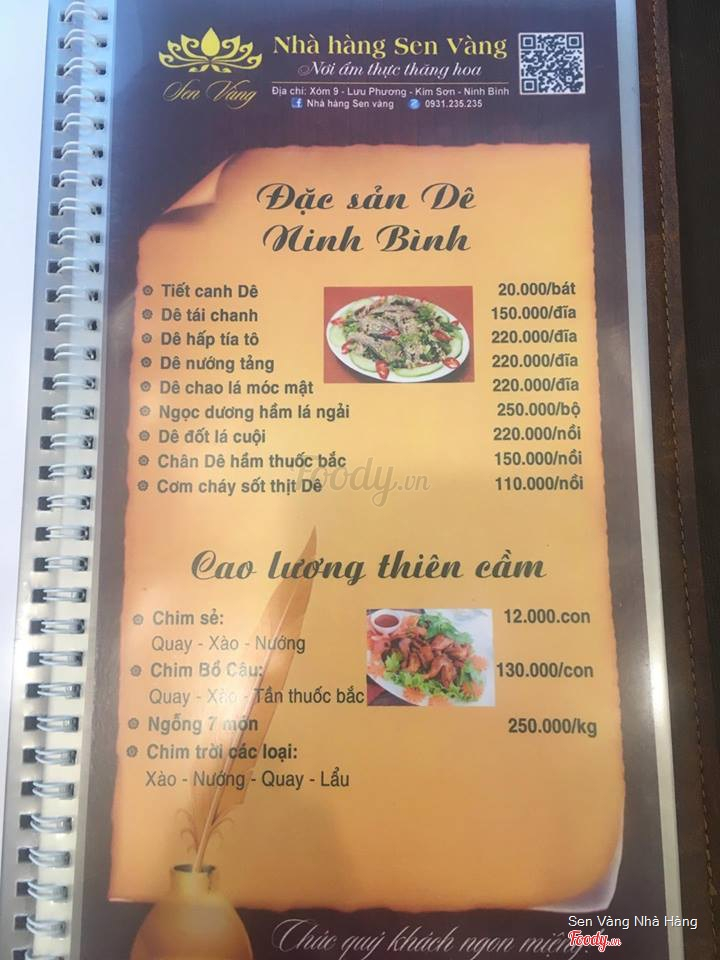 Nhà hàng Sen Vàng
Nơi ẩm thực thăng hoa
Sen Vàng
Địa chỉ: Xóm 9 - Lưu Phương - Kim Sơn - Ninh Bình
Nhà hàng Sen vàng 0931.235.235
Đặc sản Dê
Ninh Bình
Tiết canh Dê 20.000/bát
Dê tái chanh 150.000/đĩa
Dê hấp tía tô 220.000/đĩa
Dê nướng tảng 220.000/đĩa
Dê chao lá móc mật 220.000/đĩa
Ngọc dương hầm lá ngải 250.000/bộ
Dê đốt lá cuội 220.000/nồi
Chân Dê hầm thuốc bắc 150.000/nồi
Foody.vn
Cơm cháy sốt thịt Dê 110.000/nồi
Cao lương thiên cầm
Chim sẻ: 12.000.con
Quay - Xào - Nướng
Chim Bồ Câu: 130.000/con
Quay - Xào - Tần thuốc bắc
Ngỗng 7 món 250.000/kg
Chim trời các loại:
Xào - Nướng - Quay - Lẩu
Chúc quý khách ngon miệng!
Sen Vàng Nhà Hàng
Foody.vn